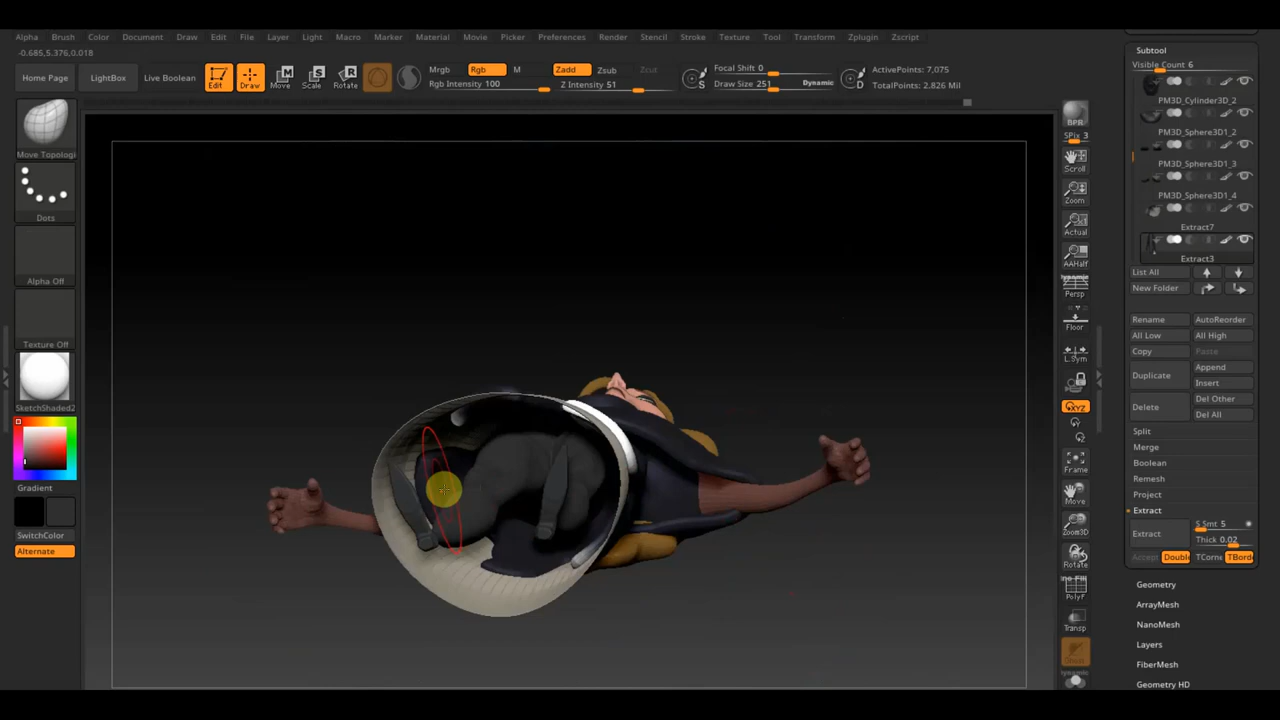 Alpha Brush Color Document Draw Edit File Layer Light Macro Marker Material Movie Picker Preferences Render Stencil Stroke Texture Tool Transform Zplugin Zscript
-0.685,5.376,0.018
Home Page LightBox Live Boolean Edit Draw Move Scale Rotate
Mrgb Rgb M
Rgb Intensity 100
Zadd Zsub Zcut
Z Intensity 51
S
Focal Shift 0
Draw Size 251 Dynamic
D
ActivePoints: 7,075
TotalPoints: 2.826 Mil
Move Topologi
Dots
Alpha Off
Texture Off
SketchShaded2
Gradient
SwitchColor
Alternate
BPR
SPix 3
Scroll
Zoom
Actual
AAHalf
Persp
Floor
L.Sym
XYZ
Frame
Move
Zoom3D
Rotate
PolyF
Transp
Subtool
Visible Count 6
PM3D_Cylinder3D_2
PM3D_Sphere3D1_2
PM3D_Sphere3D1_3
PM3D_Sphere3D1_4
Extract7
Extract3
List All
New Folder
Rename AutoReorder
All Low All High
Copy Paste
Duplicate Append
Insert
Delete Del Other
Del All
Split
Merge
Boolean
Remesh
Project
Extract
Extract S Smt 5
Thick 0.02
Accept Double TCorne TBorde
Geometry
ArrayMesh
NanoMesh
Layers
FiberMesh
Geometry HD